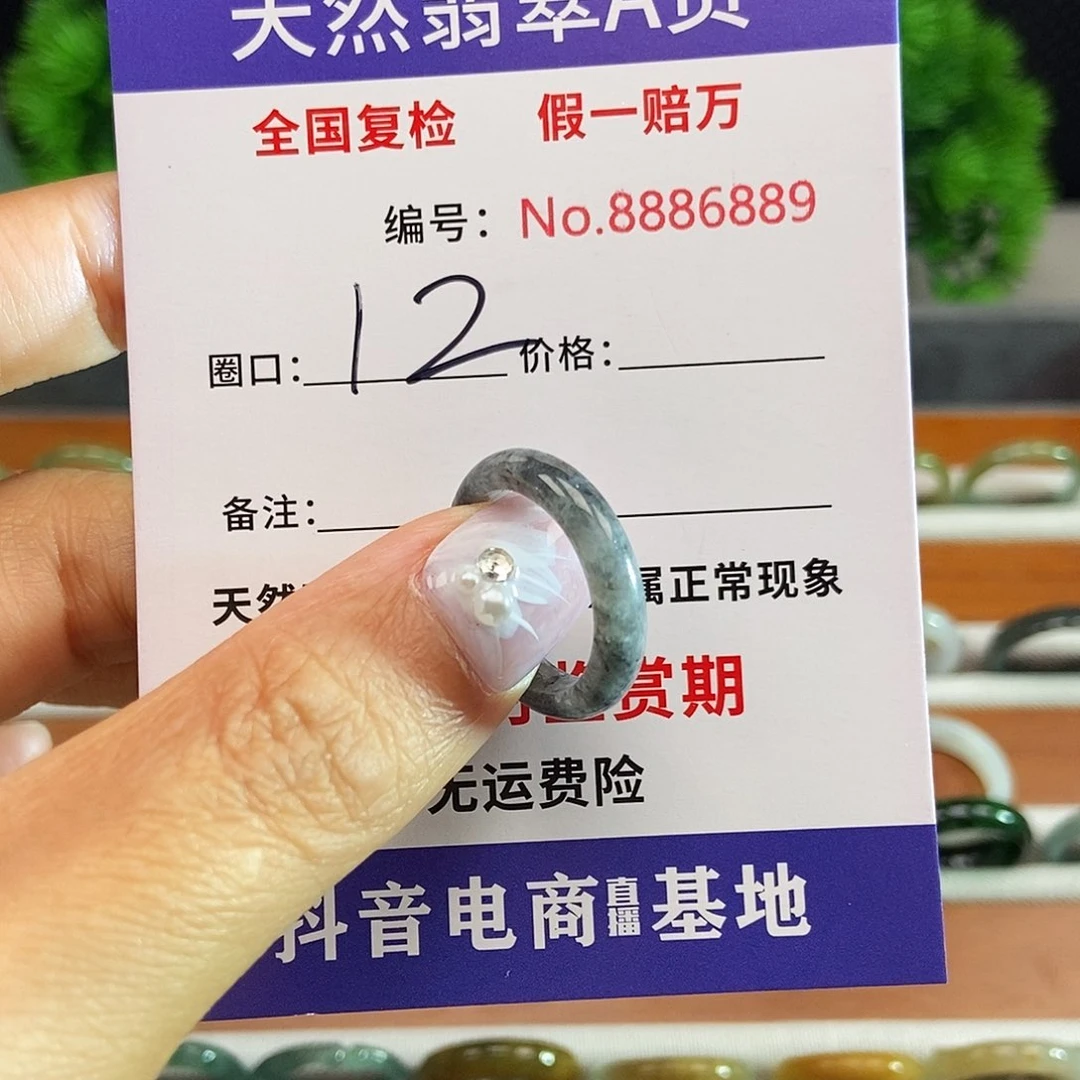 天然翡翠A货
全国复检 假一赔万
编号：No.8886889
圈口：12 价格：
备注：
天然 属正常现象
赏期
无运费险
抖音电商直播基地